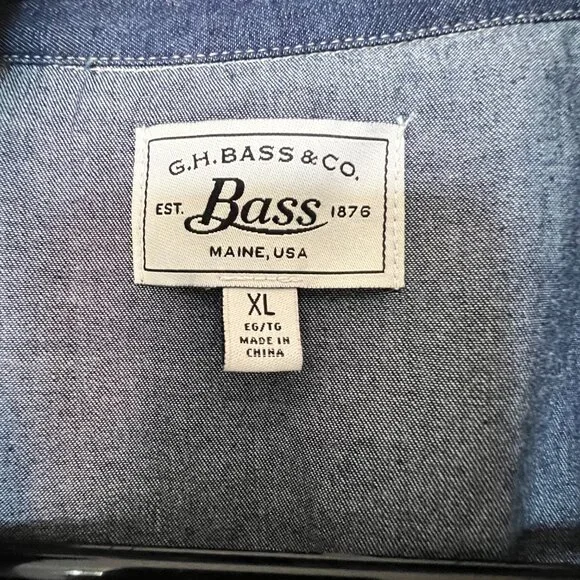 G.H. BASS & CO.
EST. Bass 1876
MAINE, USA
XL
EG/TG
MADE IN
CHINA